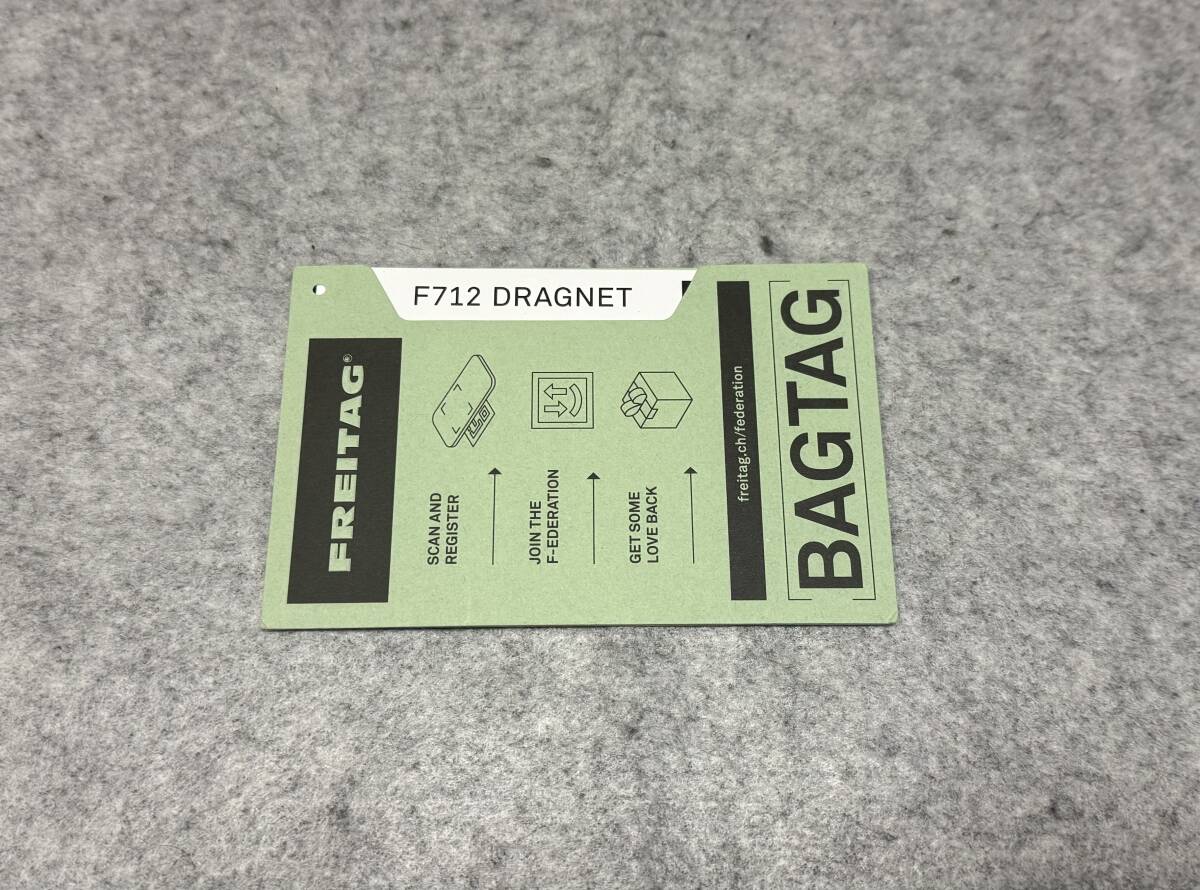 F712 DRAGNET
FREITAG®
SCAN AND
REGISTER
JOIN THE
F-EDERATION
GET SOME
LOVE BACK
freitag.ch/federation
BAGTAG